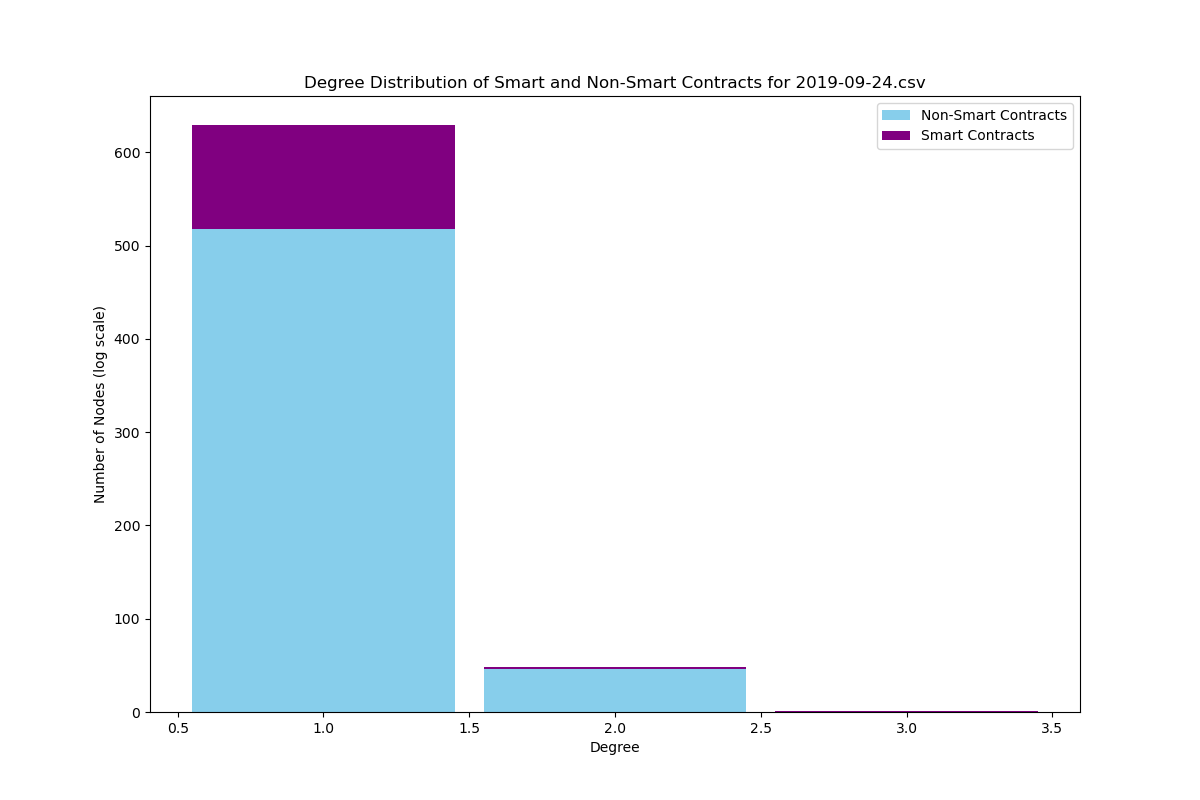 Degree Distribution of Smart and Non-Smart Contracts for 2019-09-24.csv
Non-Smart Contracts
Smart Contracts
Number of Nodes (log scale)
600
500
400
300
200
100
0
0.5 1.0 1.5 2.0 2.5 3.0 3.5
Degree